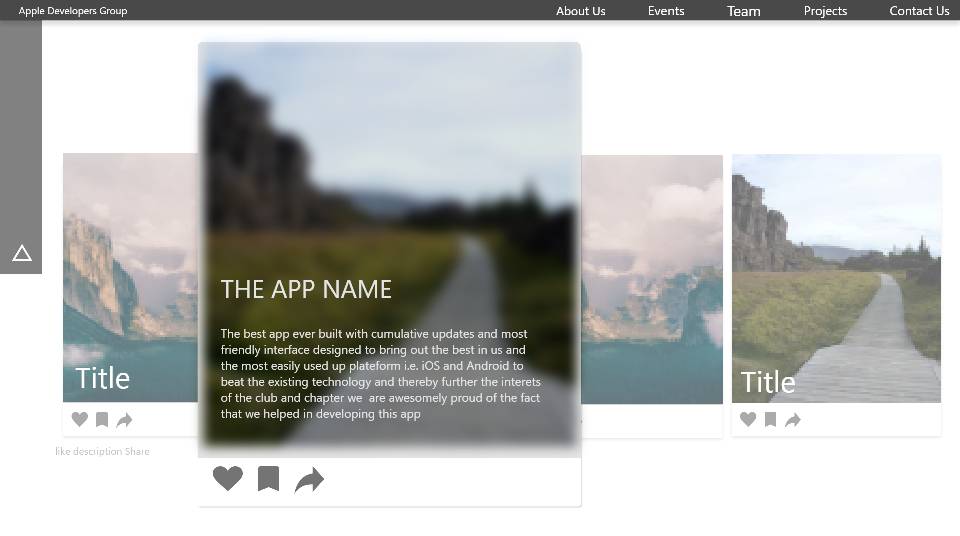 Apple Developers Group
About Us
Events
Team
Projects
Contact Us
THE APP NAME
The best app ever built with cumulative updates and most
friendly interface designed to bring out the best in us and
the most easily used up plateform i.e. iOS and Android to
beat the existing technology and thereby further the interets
of the club and chapter we are awesomely proud of the fact
that we helped in developing this app
Title
Title
like description Share